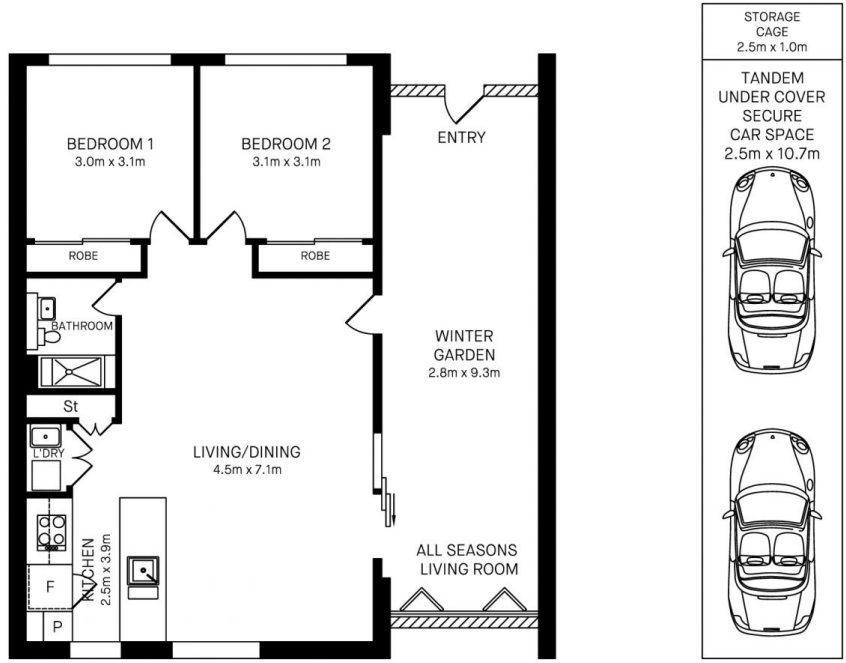 STORAGE
CAGE
2.5m x 1.0m
TANDEM
UNDER COVER
SECURE
CAR SPACE
2.5m x 10.7m
ENTRY
BEDROOM 1
3.0m x 3.1m
BEDROOM 2
3.1m x 3.1m
ROBE
ROBE
BATHROOM
WINTER
GARDEN
2.8m x 9.3m
St
L'DRY
LIVING/DINING
4.5m x 7.1m
KITCHEN
2.5m x 3.9m
ALL SEASONS
LIVING ROOM
F
P